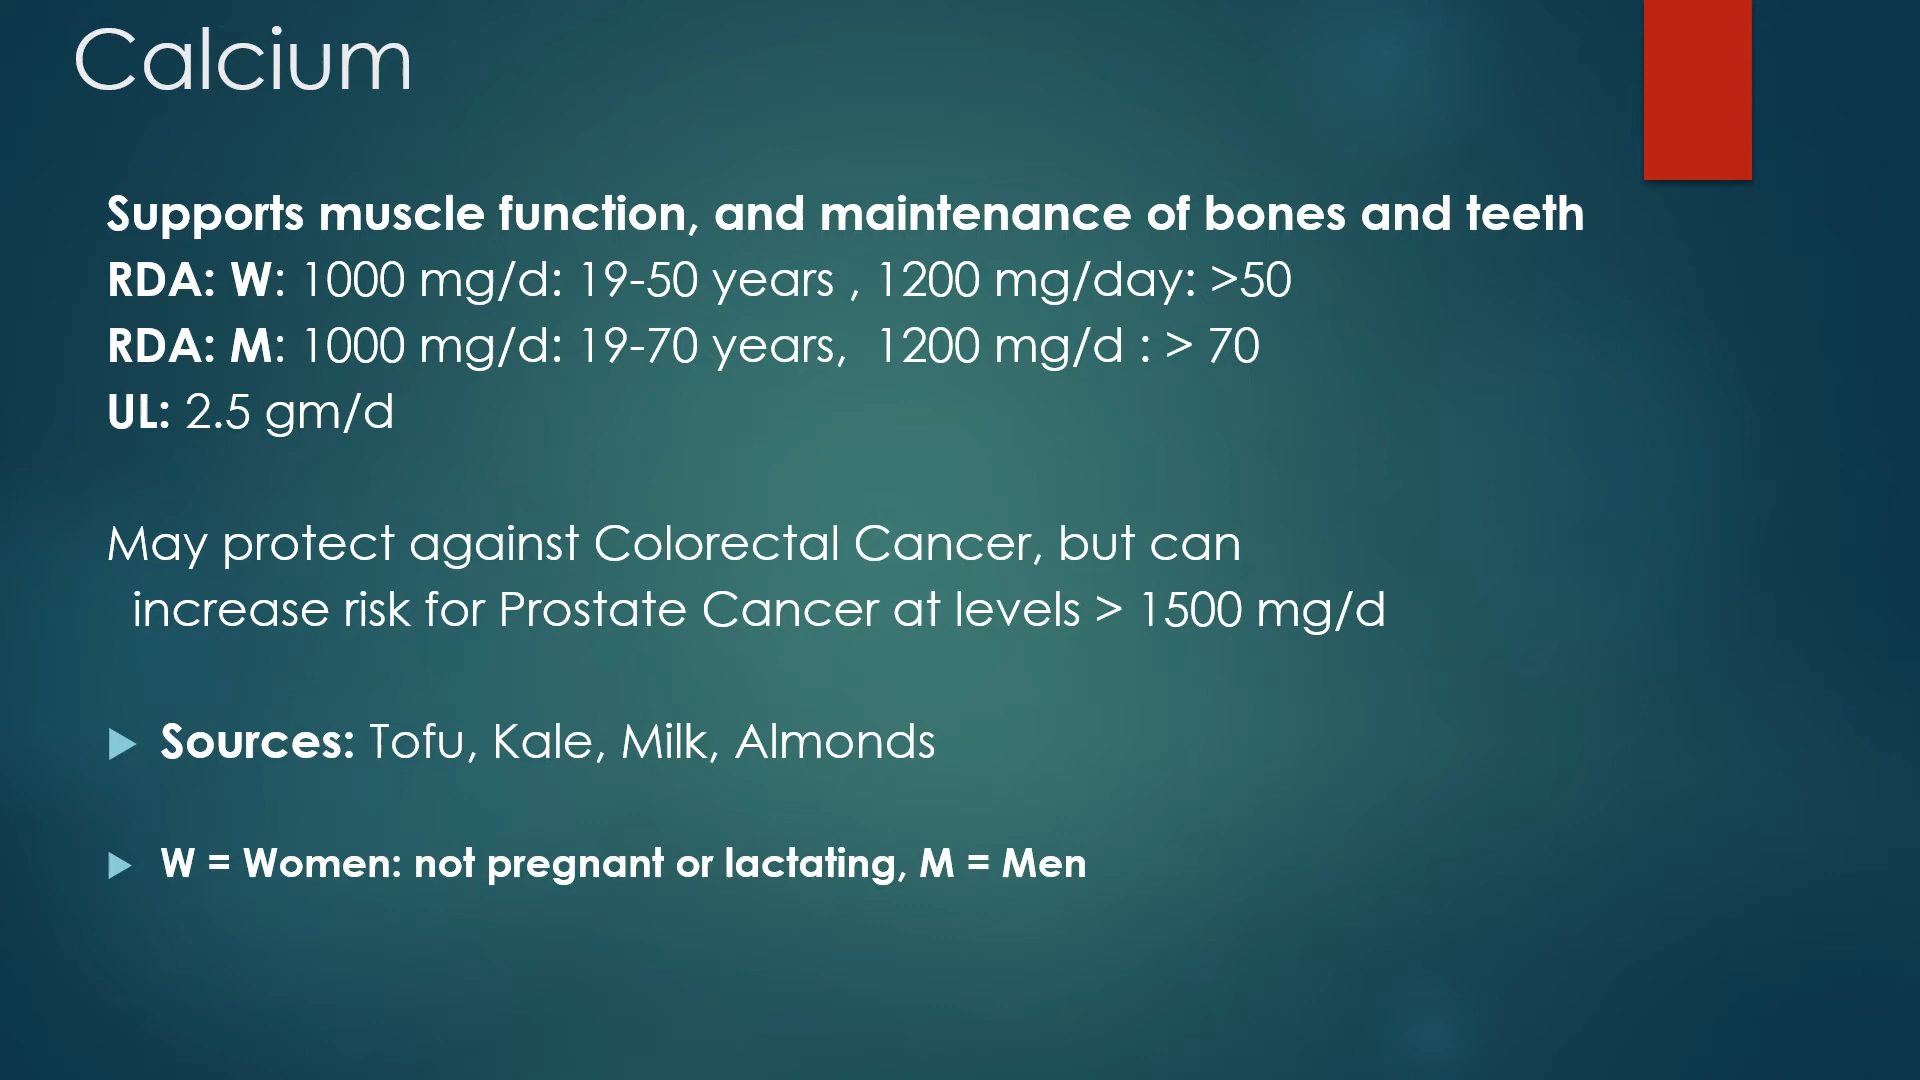 Calcium
Supports muscle function, and maintenance of bones and teeth
RDA: W: 1000 mg/d: 19-50 years , 1200 mg/day: >50
RDA: M: 1000 mg/d: 19-70 years,  1200 mg/d : > 70
UL: 2.5 gm/d
May protect against Colorectal Cancer, but can
increase risk for Prostate Cancer at levels > 1500 mg/d
Sources: Tofu, Kale, Milk, Almonds
W = Women: not pregnant or lactating, M = Men